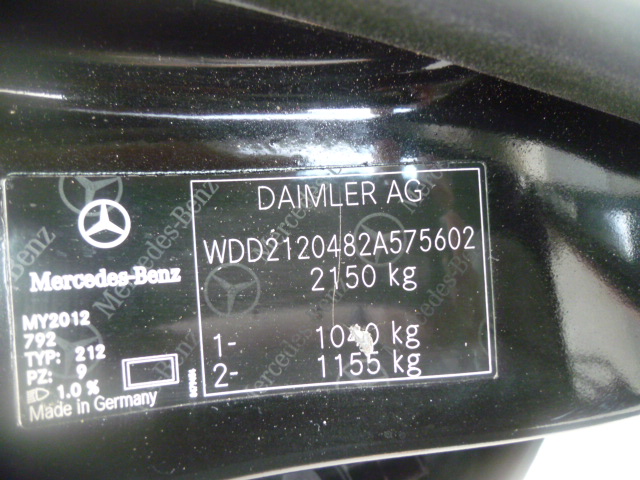 Mercedes-Benz
MY2012
792
TYP: 212
PZ: 9
1.0 %
Made in Germany
DAIMLER AG
WDD2120482A575602
2150 kg
1- 1040 kg
2- 1155 kg